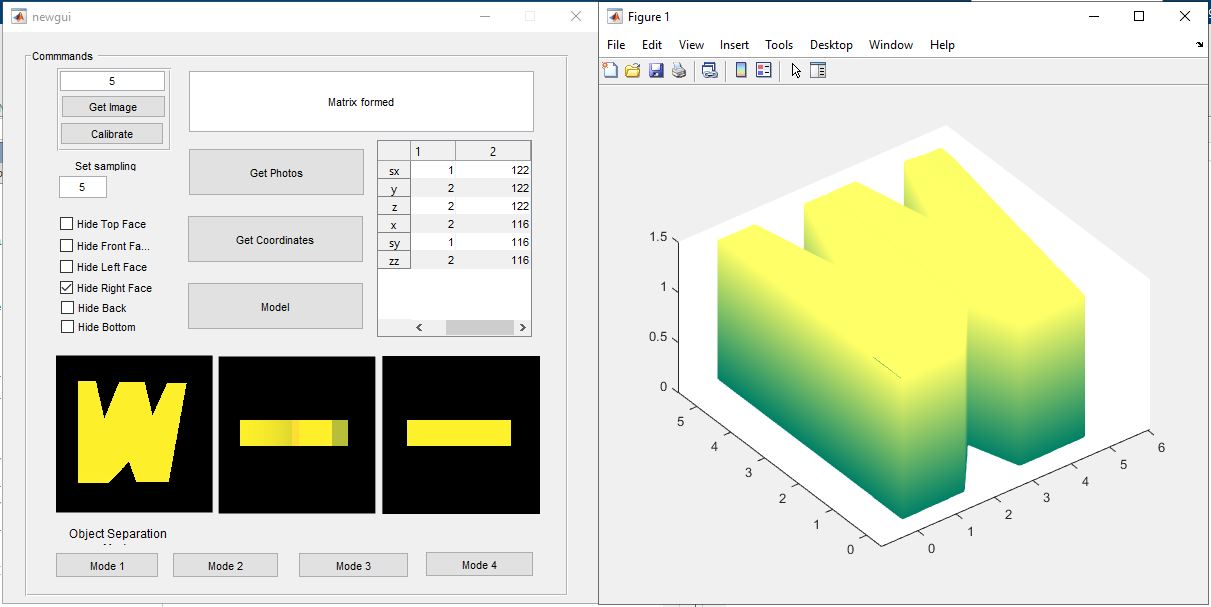 newgui
Commmands
5
Get Image
Calibrate
Set sampling
5
Hide Top Face
Hide Front Fa...
Hide Left Face
Hide Right Face
Hide Back
Hide Bottom
Matrix formed
Get Photos
Get Coordinates
Model
1 2
sx 1 122
y 2 122
z 2 122
x 2 116
sy 1 116
zz 2 116
Object Separation
Mode 1 Mode 2 Mode 3 Mode 4
Figure 1
File Edit View Insert Tools Desktop Window Help
1.5
1
0.5
0
5
4
3
2
1
0
0
1
2
3
4
5
6